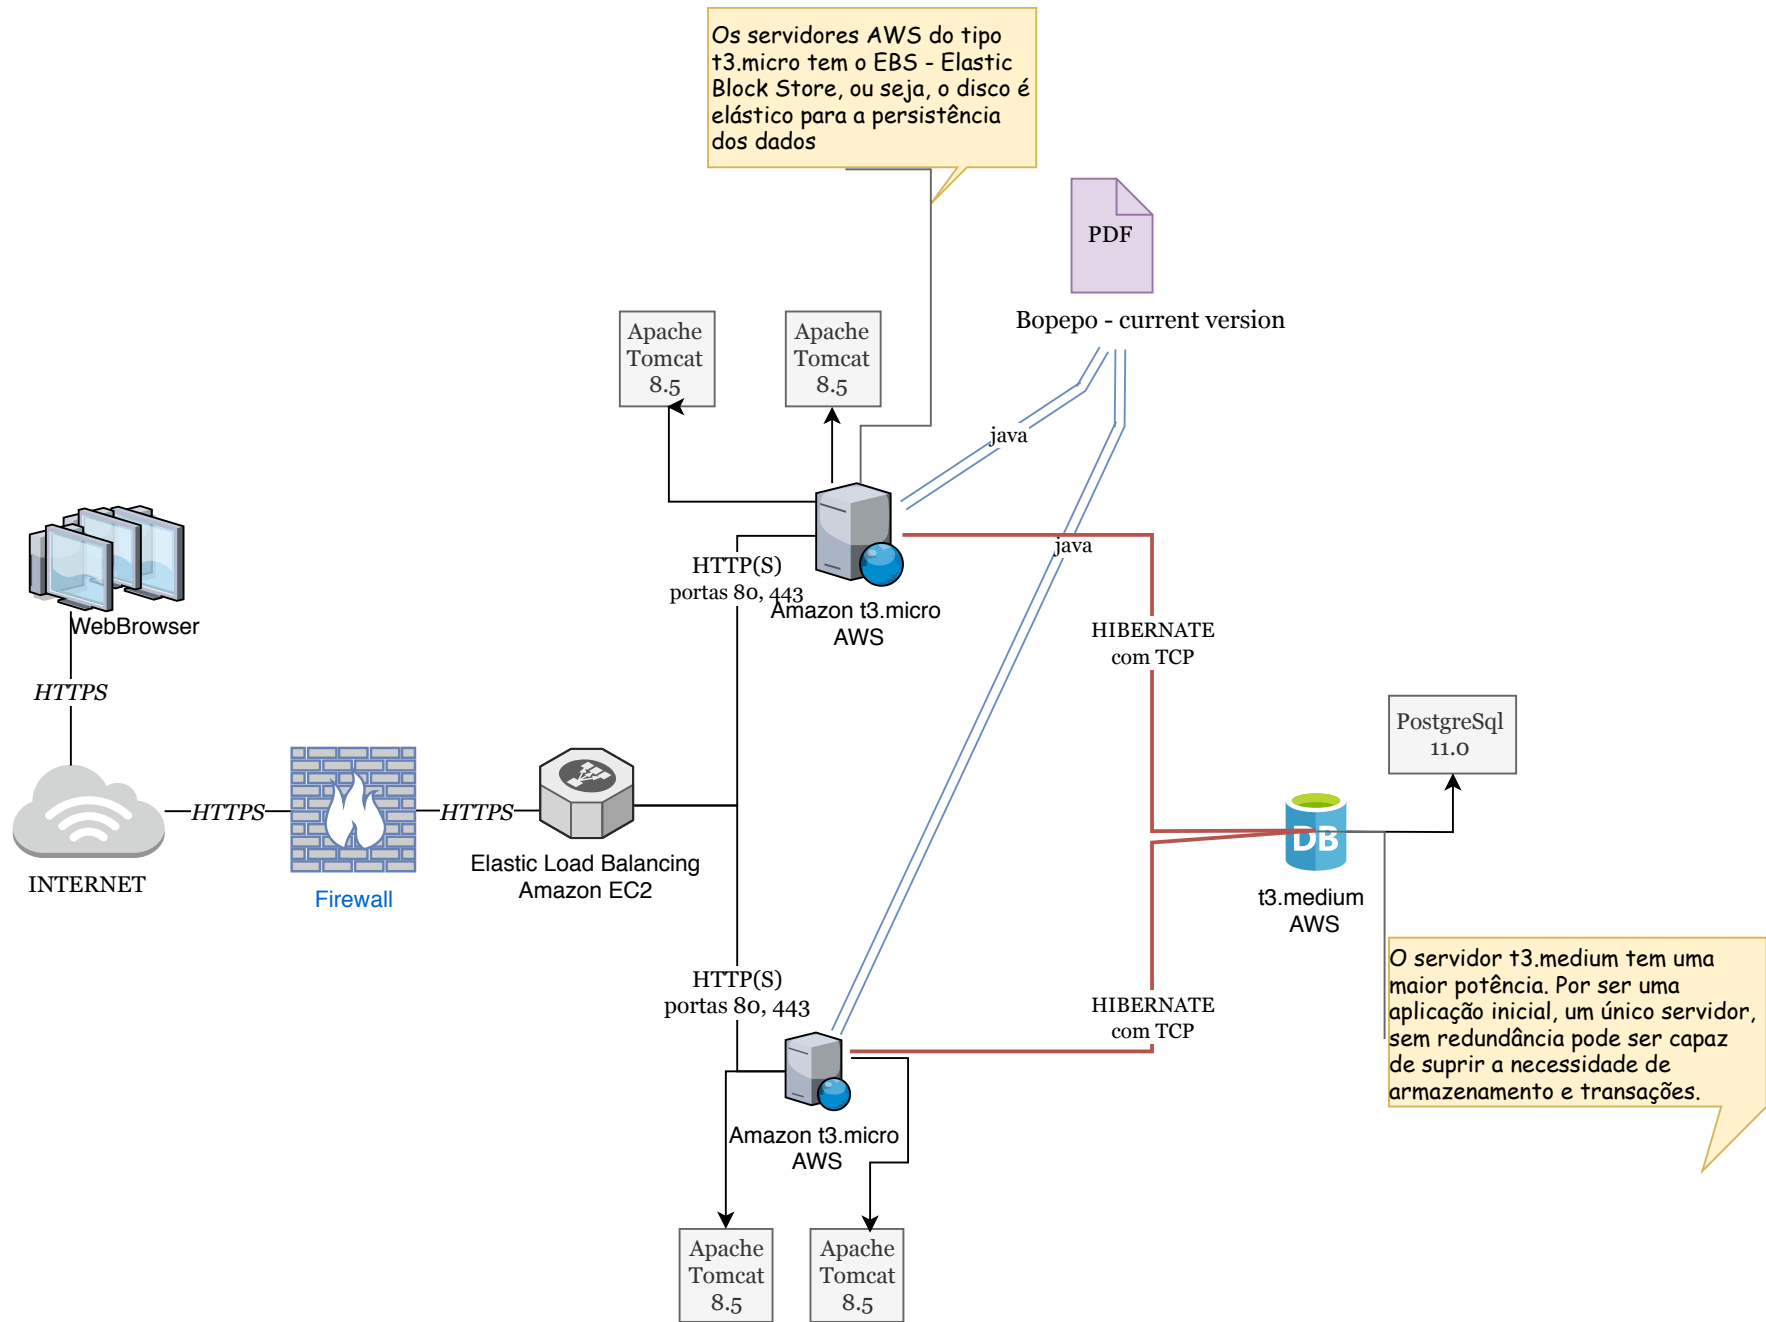 Os servidores AWS do tipo
t3.micro tem o EBS - Elastic
Block Store, ou seja, o disco é
elástico para a persistência
dos dados
PDF
Bopepo - current version
Apache
Tomcat
8.5
Apache
Tomcat
8.5
java
java
HTTP(S)
portas 80, 443
Amazon t3.micro
AWS
WebBrowser
HTTPS
HIBERNATE
com TCP
PostgreSql
11.0
INTERNET
HTTPS
Firewall
HTTPS
Elastic Load Balancing
Amazon EC2
DB
t3.medium
AWS
O servidor t3.medium tem uma
maior potência. Por ser uma
aplicação inicial, um único servidor,
sem redundância pode ser capaz
de suprir a necessidade de
armazenamento e transações.
HTTP(S)
portas 80, 443
HIBERNATE
com TCP
Amazon t3.micro
AWS
Apache
Tomcat
8.5
Apache
Tomcat
8.5